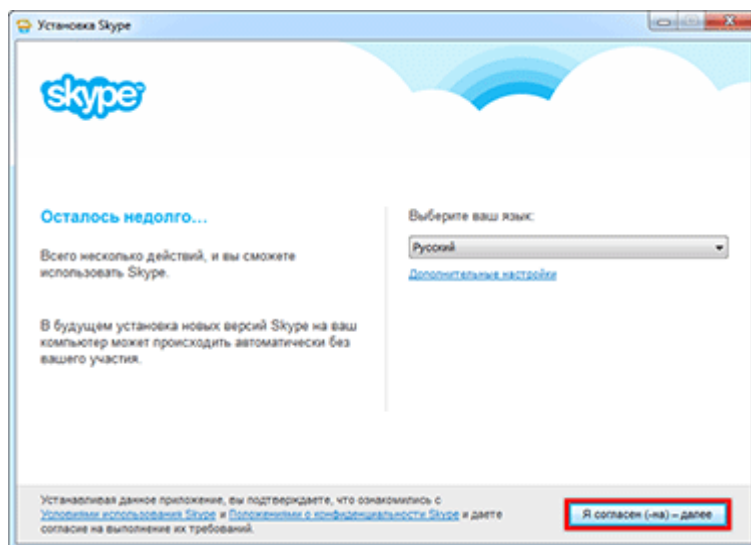 Установка Skype
skype
Осталось недолго...
Всего несколько действий, и вы сможете
использовать Skype.
В будущем установка новых версий Skype на ваш
компьютер может происходить автоматически без
вашего участия.
Выберите ваш язык:
Русский
Дополнительные настройки
Устанавливая данное приложение, вы подтверждаете, что ознакомились с
Условиями использования Skype и Положениями о конфиденциальности Skype и даете
согласие на выполнение их требований.
Я согласен (-на) – далее